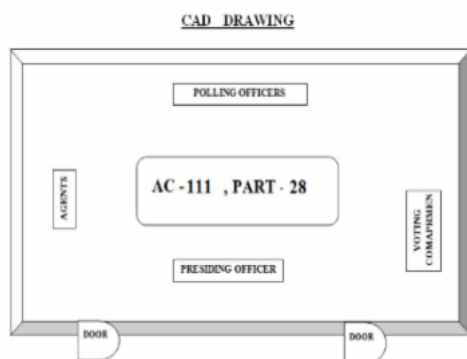 CAD DRAWING
POLLING OFFICERS
AGENTS
AC -111 , PART - 28
VOTING
COMAPRMEN
PRESIDING OFFICER
DOOR
DOOR